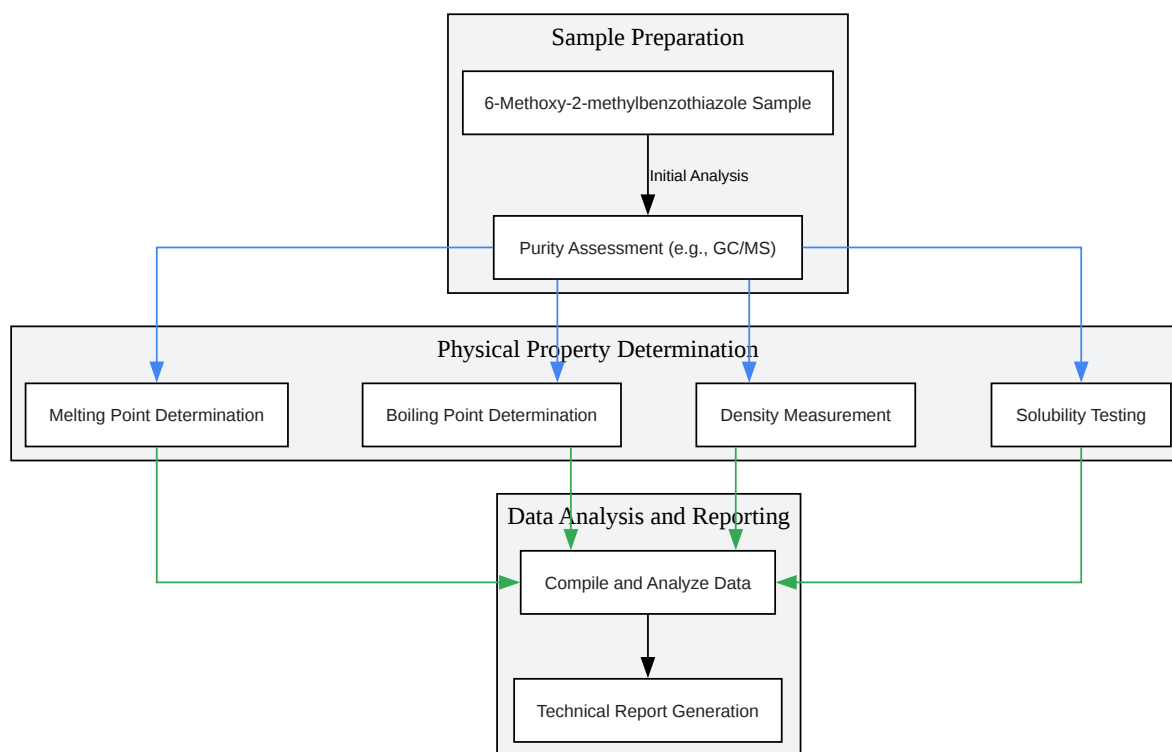 Sample Preparation
6-Methoxy-2-methylbenzothiazole Sample
Initial Analysis
Purity Assessment (e.g., GC/MS)
Physical Property Determination
Melting Point Determination
Boiling Point Determination
Density Measurement
Solubility Testing
Data Analysis and Reporting
Compile and Analyze Data
Technical Report Generation